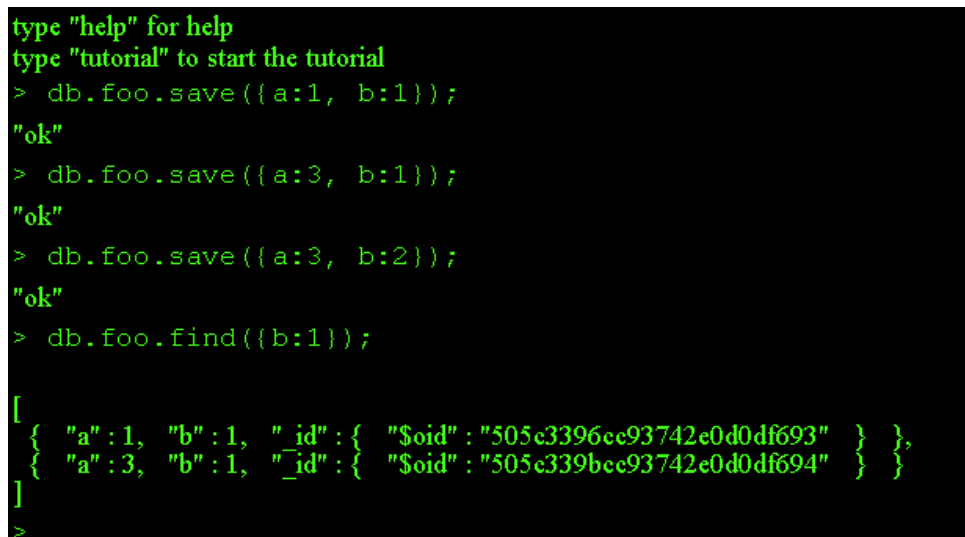 type "help" for help
type "tutorial" to start the tutorial
> db.foo.save({a:1, b:1});
"ok"
> db.foo.save({a:3, b:1});
"ok"
> db.foo.save({a:3, b:2});
"ok"
> db.foo.find({b:1});
[
{ "a" : 1, "b" : 1, "_id" : { "$oid" : "505c3396cc93742e0d0df693" } },
{ "a" : 3, "b" : 1, "_id" : { "$oid" : "505c339bcc93742e0d0df694" } }
]
>